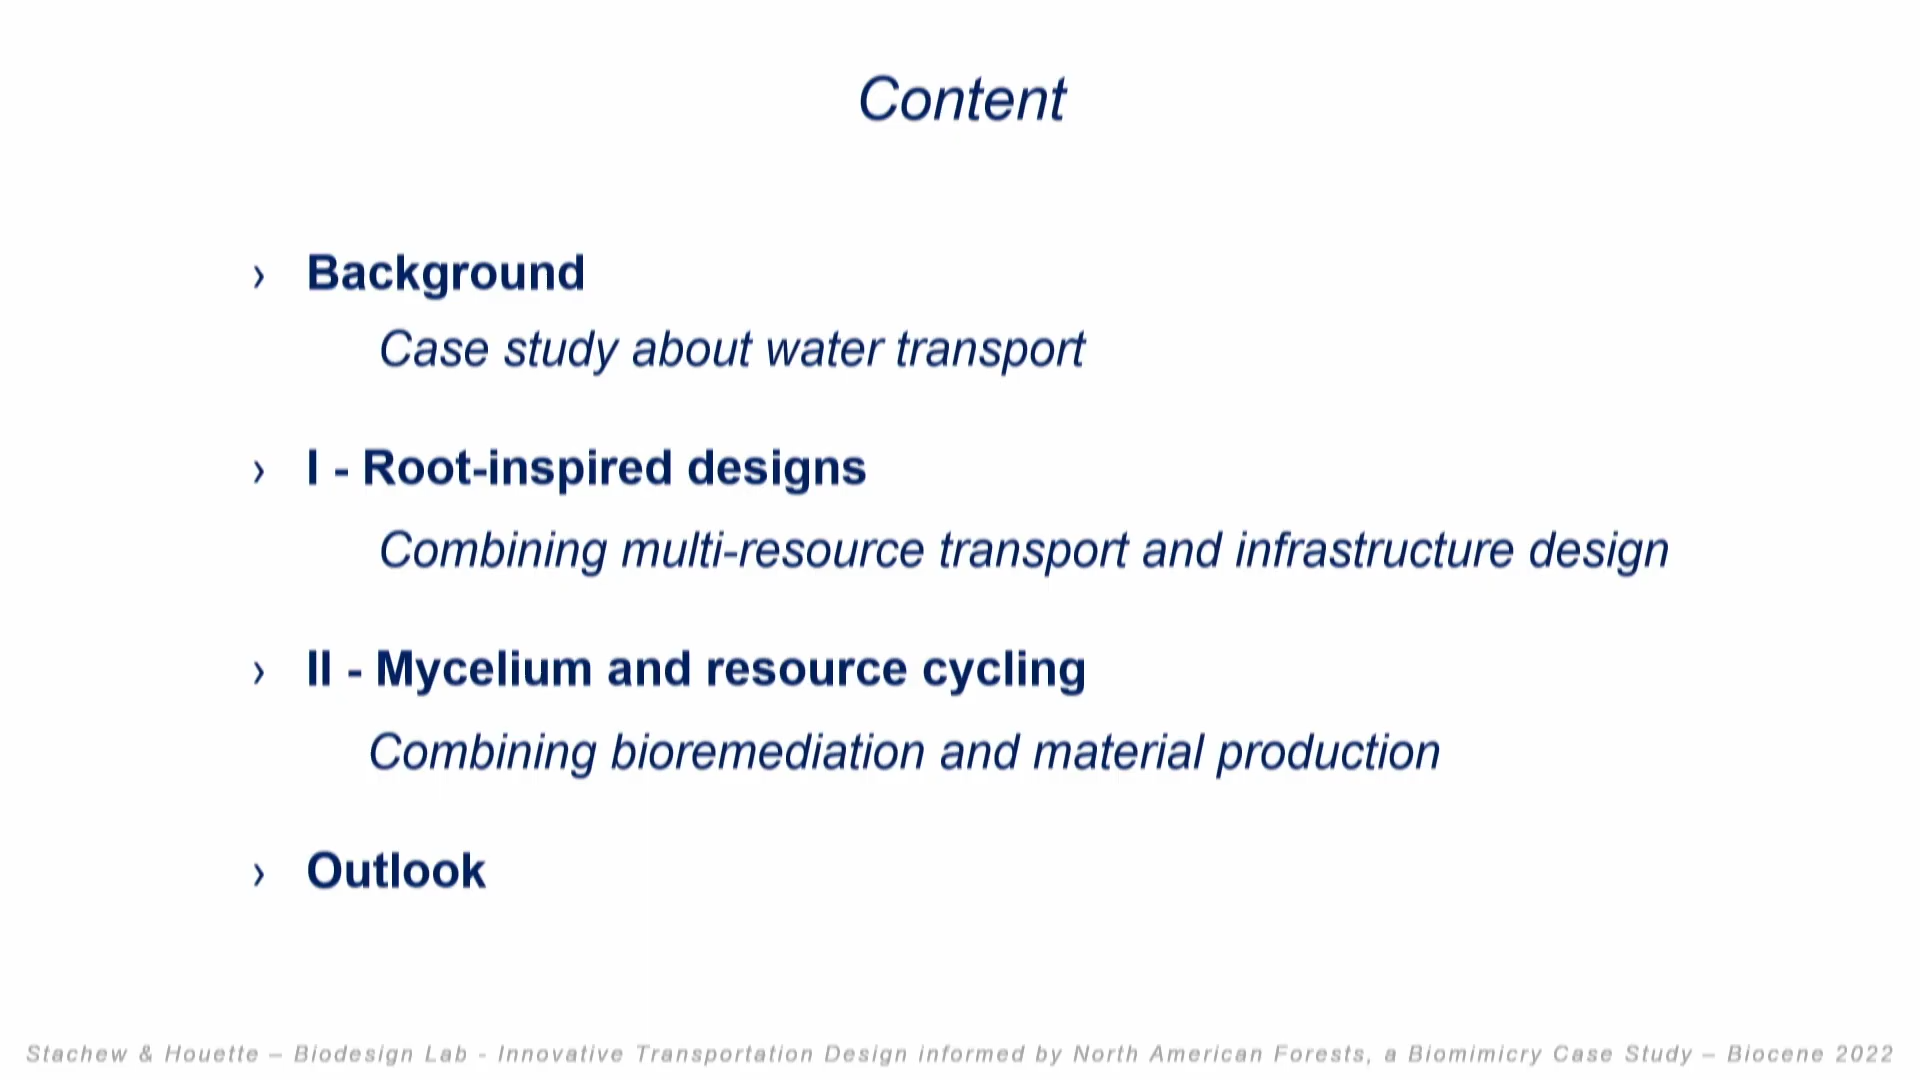 Content
› Background
Case study about water transport
› I - Root-inspired designs
Combining multi-resource transport and infrastructure design
› II - Mycelium and resource cycling
Combining bioremediation and material production
› Outlook
Stachew & Houette – Biodesign Lab - Innovative Transportation Design informed by North American Forests, a Biomimicry Case Study – Biocene 2022